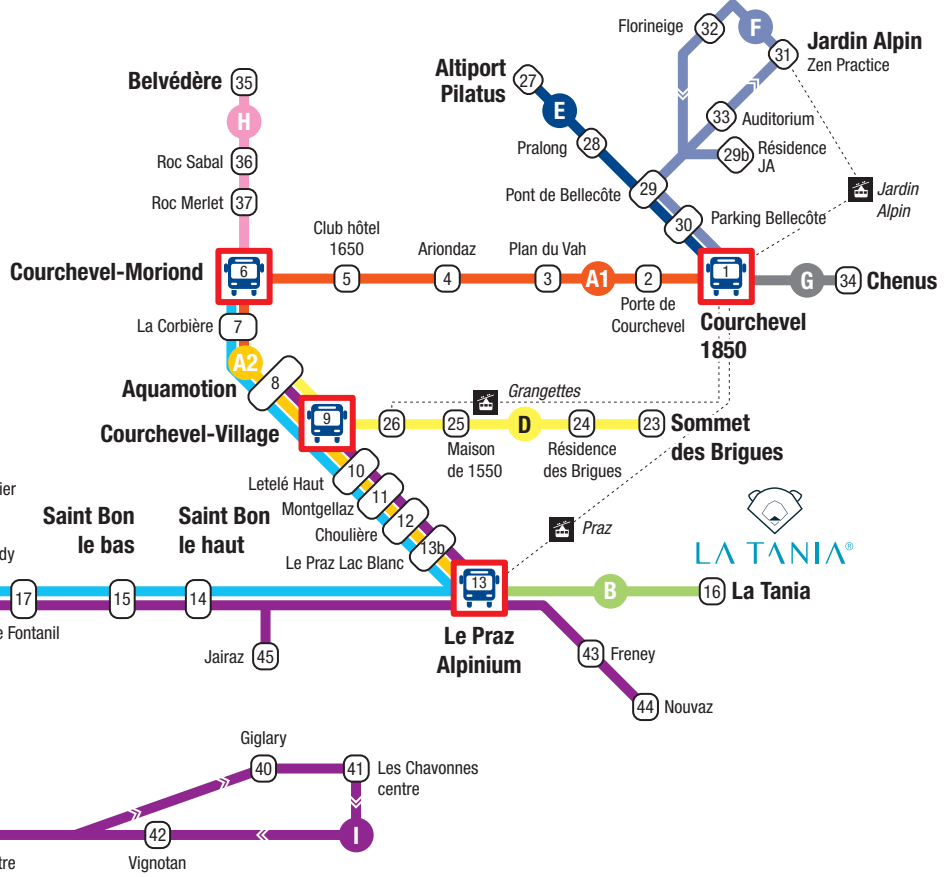 Florineige
32
F
31
Jardin Alpin
Zen Practice
Altiport
Pilatus
27
E
Belvédère
35
H
33
Auditorium
28
Pralong
29b
Résidence
JA
Roc Sabal
36
Pont de Bellecôte
29
Jardin
Alpin
Roc Merlet
37
30
Parking Bellecôte
Club hôtel
1650
Ariondaz
Plan du Vah
Courchevel-Moriond
6
5
4
3
A1
2
1
G
34
Chenus
Porte de
Courchevel
Courchevel
1850
La Corbière
7
A2
Aquamotion
8
Grangettes
Courchevel-Village
9
26
25
D
24
23
Sommet
des Brigues
Maison
de 1550
Résidence
des Brigues
Letelé Haut
10
Montgellaz
11
Choulière
12
Le Praz Lac Blanc
13b
Praz
LA TANIA®
ier
Saint Bon
le bas
Saint Bon
le haut
dy
17
15
14
13
B
16
La Tania
e Fontanil
Le Praz
Alpinium
Jairaz
45
43
Freney
44
Nouvaz
Giglary
40
41
Les Chavonnes
centre
42
I
tre
Vignotan